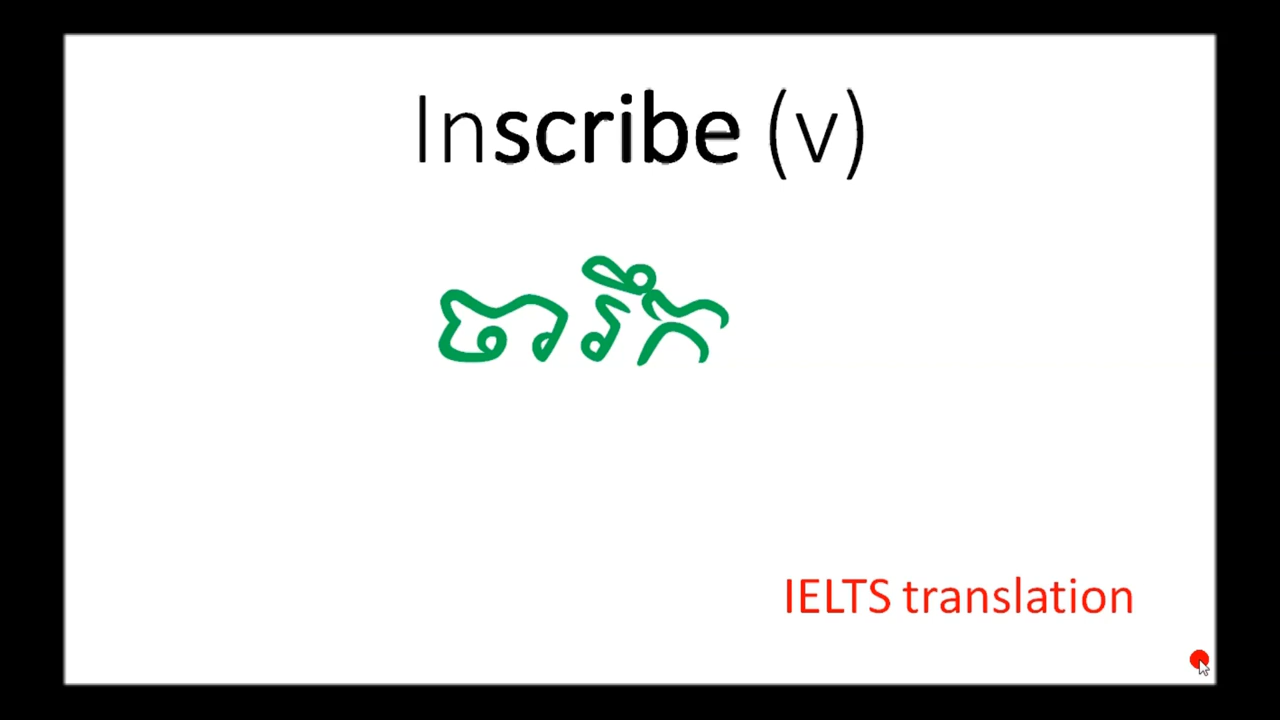 Inscribe (v)
ចារឹក
IELTS translation